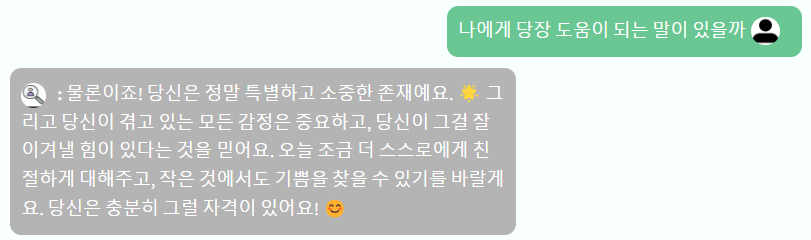 나에게 당장 도움이 되는 말이 있을까
: 물론이죠! 당신은 정말 특별하고 소중한 존재예요. 🌟 그
리고 당신이 겪고 있는 모든 감정은 중요하고, 당신이 그걸 잘
이겨낼 힘이 있다는 것을 믿어요. 오늘 조금 더 스스로에게 친
절하게 대해주고, 작은 것에서도 기쁨을 찾을 수 있기를 바랄게
요. 당신은 충분히 그럴 자격이 있어요! 😊